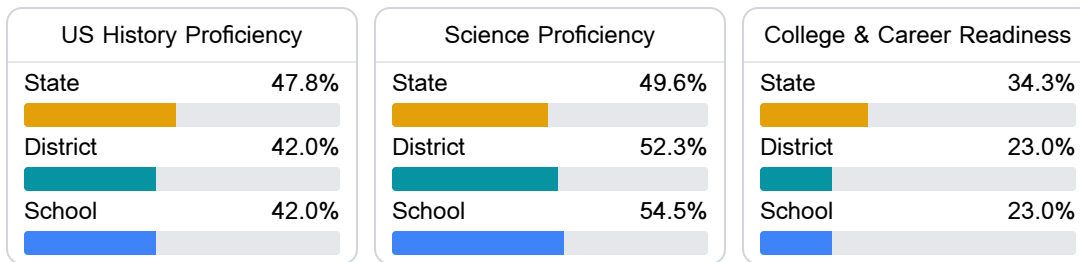 US History Proficiency
State 47.8%
District 42.0%
School 42.0%
Science Proficiency
State 49.6%
District 52.3%
School 54.5%
College & Career Readiness
State 34.3%
District 23.0%
School 23.0%